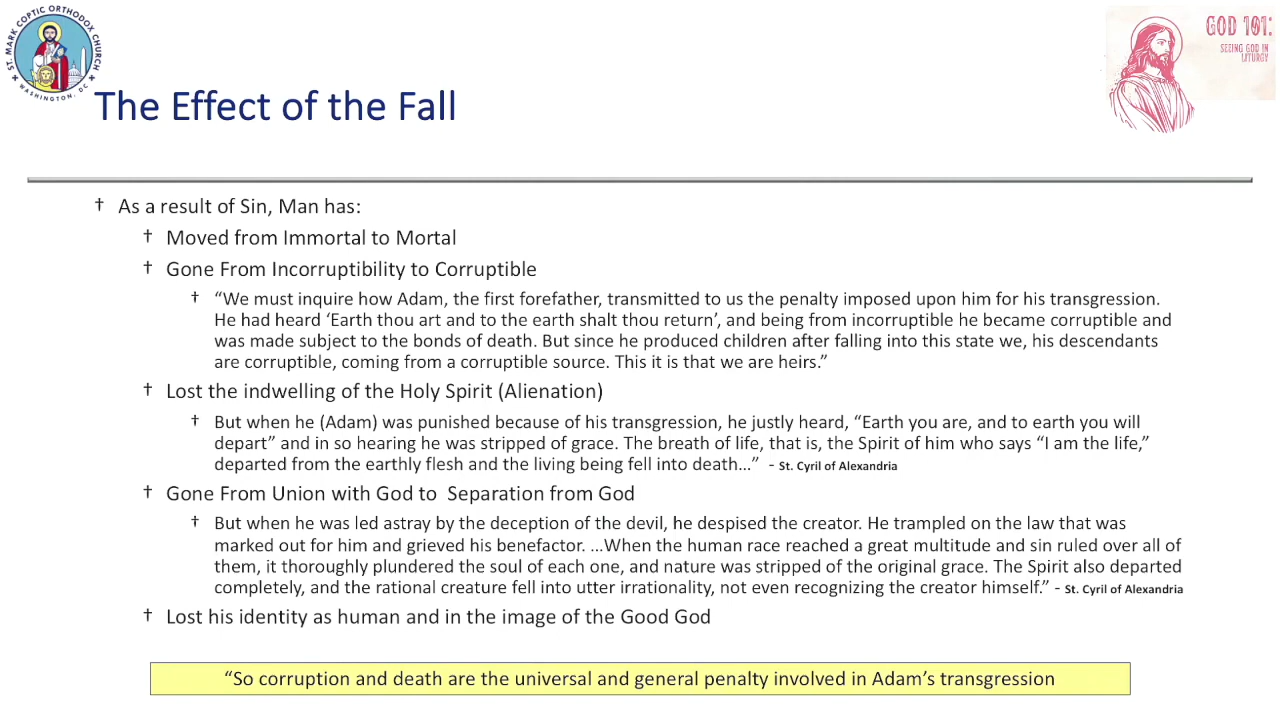 ST. MARK COPTIC ORTHODOX CHURCH
WASHINGTON, DC
GOD 101:
SEEING GOD IN
LITURGY
The Effect of the Fall
† As a result of Sin, Man has:
† Moved from Immortal to Mortal
† Gone From Incorruptibility to Corruptible
† “We must inquire how Adam, the first forefather, transmitted to us the penalty imposed upon him for his transgression.
He had heard ‘Earth thou art and to the earth shalt thou return’, and being from incorruptible he became corruptible and
was made subject to the bonds of death. But since he produced children after falling into this state we, his descendants
are corruptible, coming from a corruptible source. This it is that we are heirs.”
† Lost the indwelling of the Holy Spirit (Alienation)
† But when he (Adam) was punished because of his transgression, he justly heard, “Earth you are, and to earth you will
depart” and in so hearing he was stripped of grace. The breath of life, that is, the Spirit of him who says “I am the life,”
departed from the earthly flesh and the living being fell into death...” - St. Cyril of Alexandria
† Gone From Union with God to Separation from God
† But when he was led astray by the deception of the devil, he despised the creator. He trampled on the law that was
marked out for him and grieved his benefactor. ...When the human race reached a great multitude and sin ruled over all of
them, it thoroughly plundered the soul of each one, and nature was stripped of the original grace. The Spirit also departed
completely, and the rational creature fell into utter irrationality, not even recognizing the creator himself.” - St. Cyril of Alexandria
† Lost his identity as human and in the image of the Good God
“So corruption and death are the universal and general penalty involved in Adam’s transgression